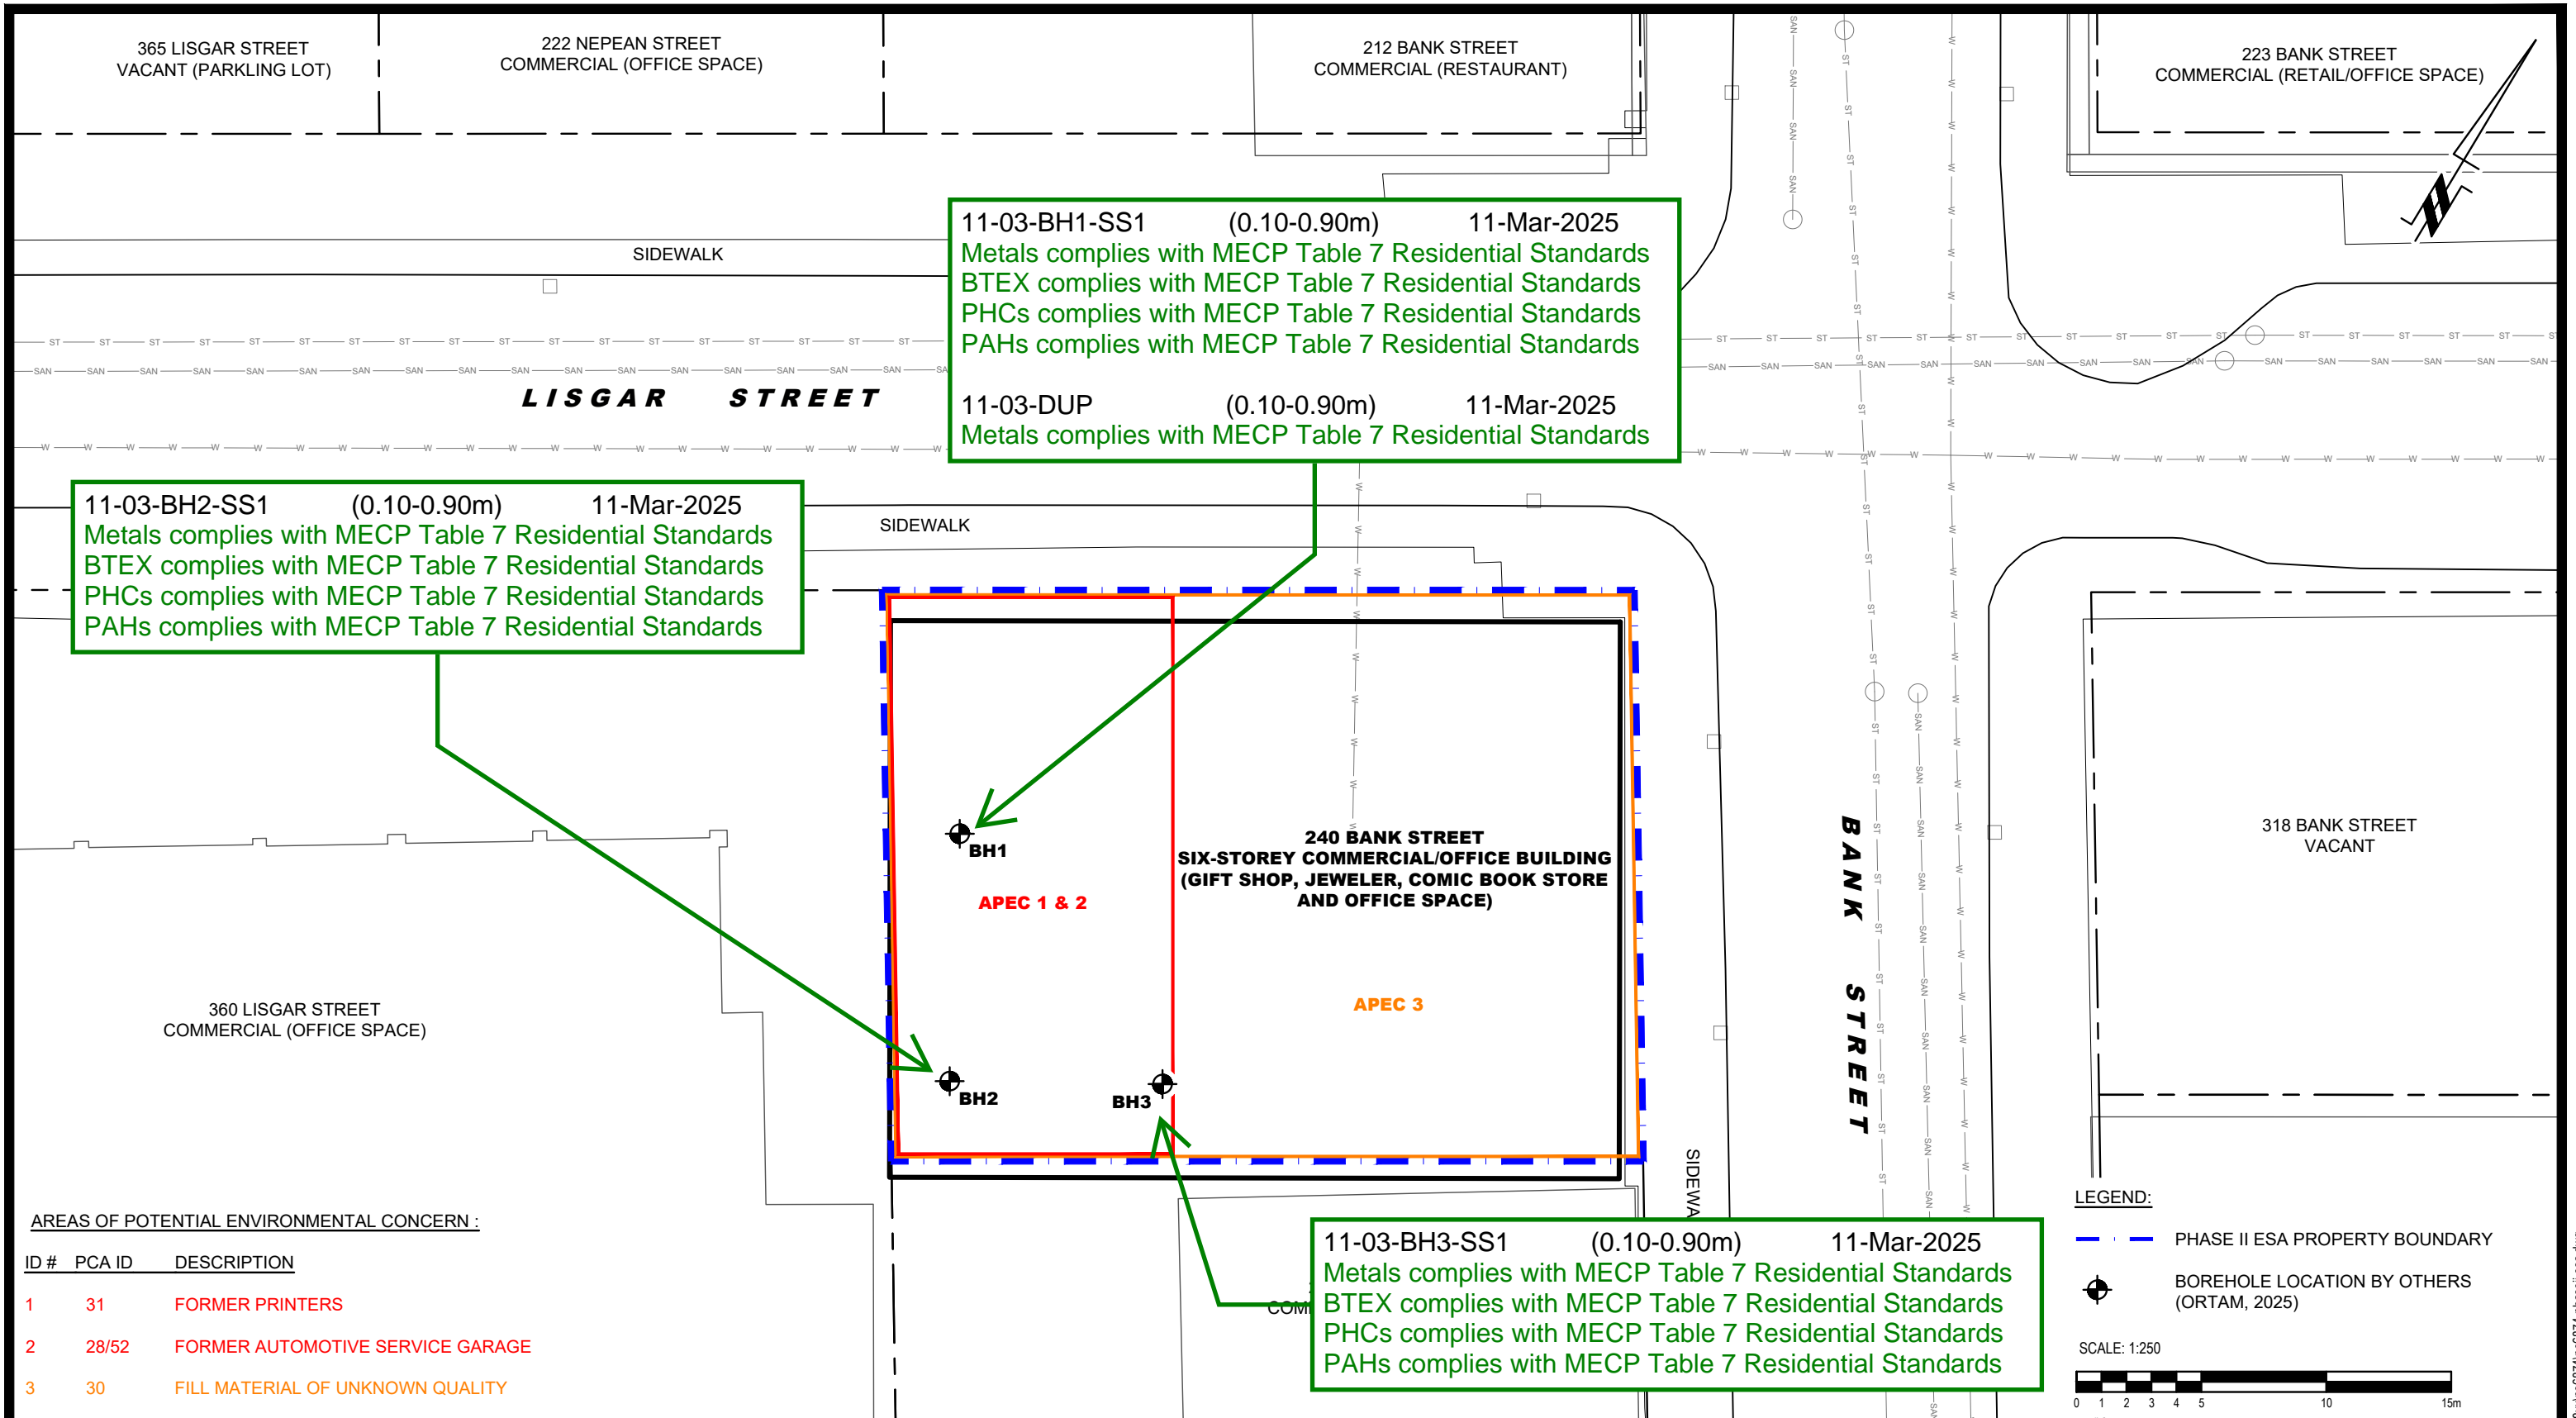 365 LISGAR STREET
VACANT (PARKLING LOT)
222 NEPEAN STREET
COMMERCIAL (OFFICE SPACE)
212 BANK STREET
COMMERCIAL (RESTAURANT)
223 BANK STREET
COMMERCIAL (RETAIL/OFFICE SPACE)
SIDEWALK
11-03-BH1-SS1 (0.10-0.90m) 11-Mar-2025
Metals complies with MECP Table 7 Residential Standards
BTEX complies with MECP Table 7 Residential Standards
PHCs complies with MECP Table 7 Residential Standards
PAHs complies with MECP Table 7 Residential Standards
11-03-DUP (0.10-0.90m) 11-Mar-2025
Metals complies with MECP Table 7 Residential Standards
LISGAR STREET
11-03-BH2-SS1 (0.10-0.90m) 11-Mar-2025
Metals complies with MECP Table 7 Residential Standards
BTEX complies with MECP Table 7 Residential Standards
PHCs complies with MECP Table 7 Residential Standards
PAHs complies with MECP Table 7 Residential Standards
SIDEWALK
BH1
APEC 1 & 2
240 BANK STREET
SIX-STOREY COMMERCIAL/OFFICE BUILDING
(GIFT SHOP, JEWELER, COMIC BOOK STORE
AND OFFICE SPACE)
APEC 3
BH2
BH3
BANK STREET
318 BANK STREET
VACANT
360 LISGAR STREET
COMMERCIAL (OFFICE SPACE)
SIDEWA
11-03-BH3-SS1 (0.10-0.90m) 11-Mar-2025
Metals complies with MECP Table 7 Residential Standards
BTEX complies with MECP Table 7 Residential Standards
PHCs complies with MECP Table 7 Residential Standards
PAHs complies with MECP Table 7 Residential Standards
AREAS OF POTENTIAL ENVIRONMENTAL CONCERN :
ID # PCA ID DESCRIPTION
1 31 FORMER PRINTERS
2 28/52 FORMER AUTOMOTIVE SERVICE GARAGE
3 30 FILL MATERIAL OF UNKNOWN QUALITY
LEGEND:
PHASE II ESA PROPERTY BOUNDARY
BOREHOLE LOCATION BY OTHERS
(ORTAM, 2025)
SCALE: 1:250
0 1 2 3 4 5 10 15m